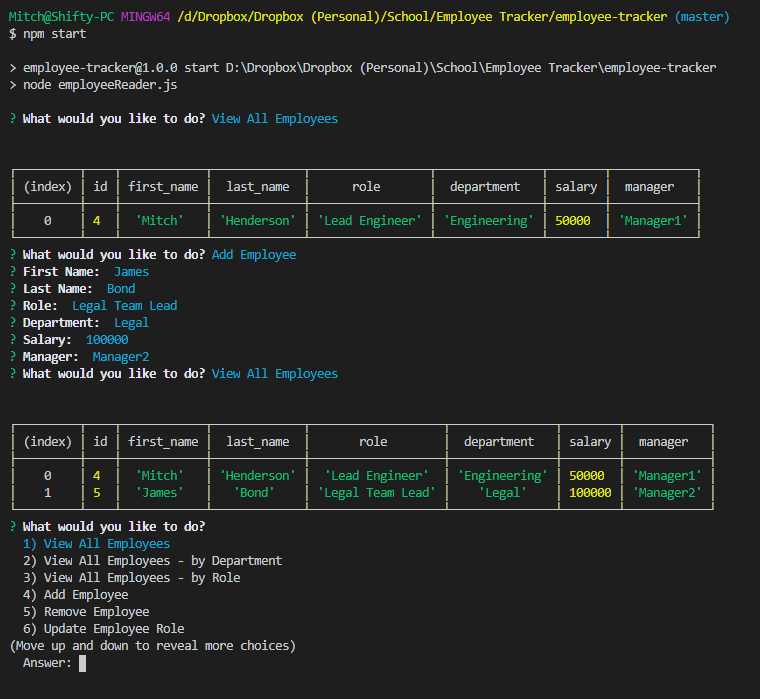 Mitch@Shifty-PC MINGW64 /d/Dropbox/Dropbox (Personal)/School/Employee Tracker/employee-tracker (master)
$ npm start
> employee-tracker@1.0.0 start D:\Dropbox\Dropbox (Personal)\School\Employee Tracker\employee-tracker
> node employeeReader.js
? What would you like to do? View All Employees
(index) id first_name last_name role department salary manager
0 4 'Mitch' 'Henderson' 'Lead Engineer' 'Engineering' 50000 'Manager1'
? What would you like to do? Add Employee
? First Name: James
? Last Name: Bond
? Role: Legal Team Lead
? Department: Legal
? Salary: 100000
? Manager: Manager2
? What would you like to do? View All Employees
(index) id first_name last_name role department salary manager
0 4 'Mitch' 'Henderson' 'Lead Engineer' 'Engineering' 50000 'Manager1'
1 5 'James' 'Bond' 'Legal Team Lead' 'Legal' 100000 'Manager2'
? What would you like to do?
1) View All Employees
2) View All Employees - by Department
3) View All Employees - by Role
4) Add Employee
5) Remove Employee
6) Update Employee Role
(Move up and down to reveal more choices)
Answer: